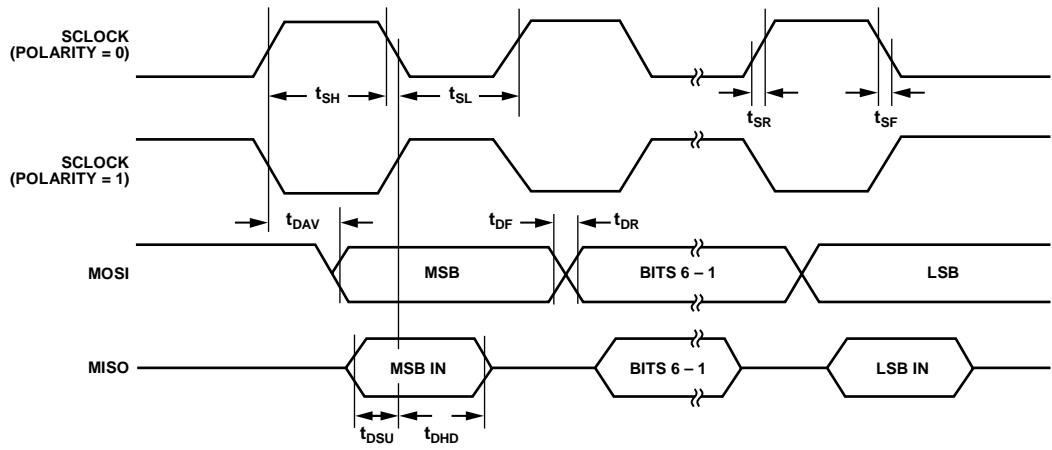 SCLOCK
(POLARITY = 0)
tSH
tSL
tSR
tSF
SCLOCK
(POLARITY = 1)
tDAV
tDF
tDR
MOSI
MSB
BITS 6 – 1
LSB
MISO
MSB IN
BITS 6 – 1
LSB IN
tDSU
tDHD